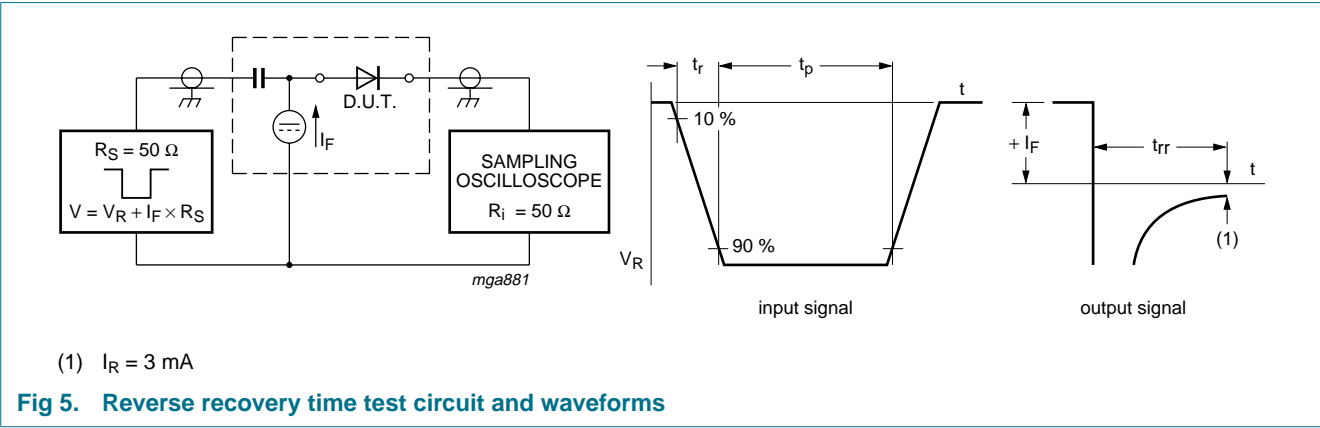 D.U.T.
I_F
R_S = 50 Ω
V = V_R + I_F × R_S
SAMPLING
OSCILLOSCOPE
R_i = 50 Ω
mga881
t_r
t_p
t
10 %
90 %
V_R
input signal
+ I_F
t_rr
t
(1)
output signal
(1) I_R = 3 mA
Fig 5. Reverse recovery time test circuit and waveforms